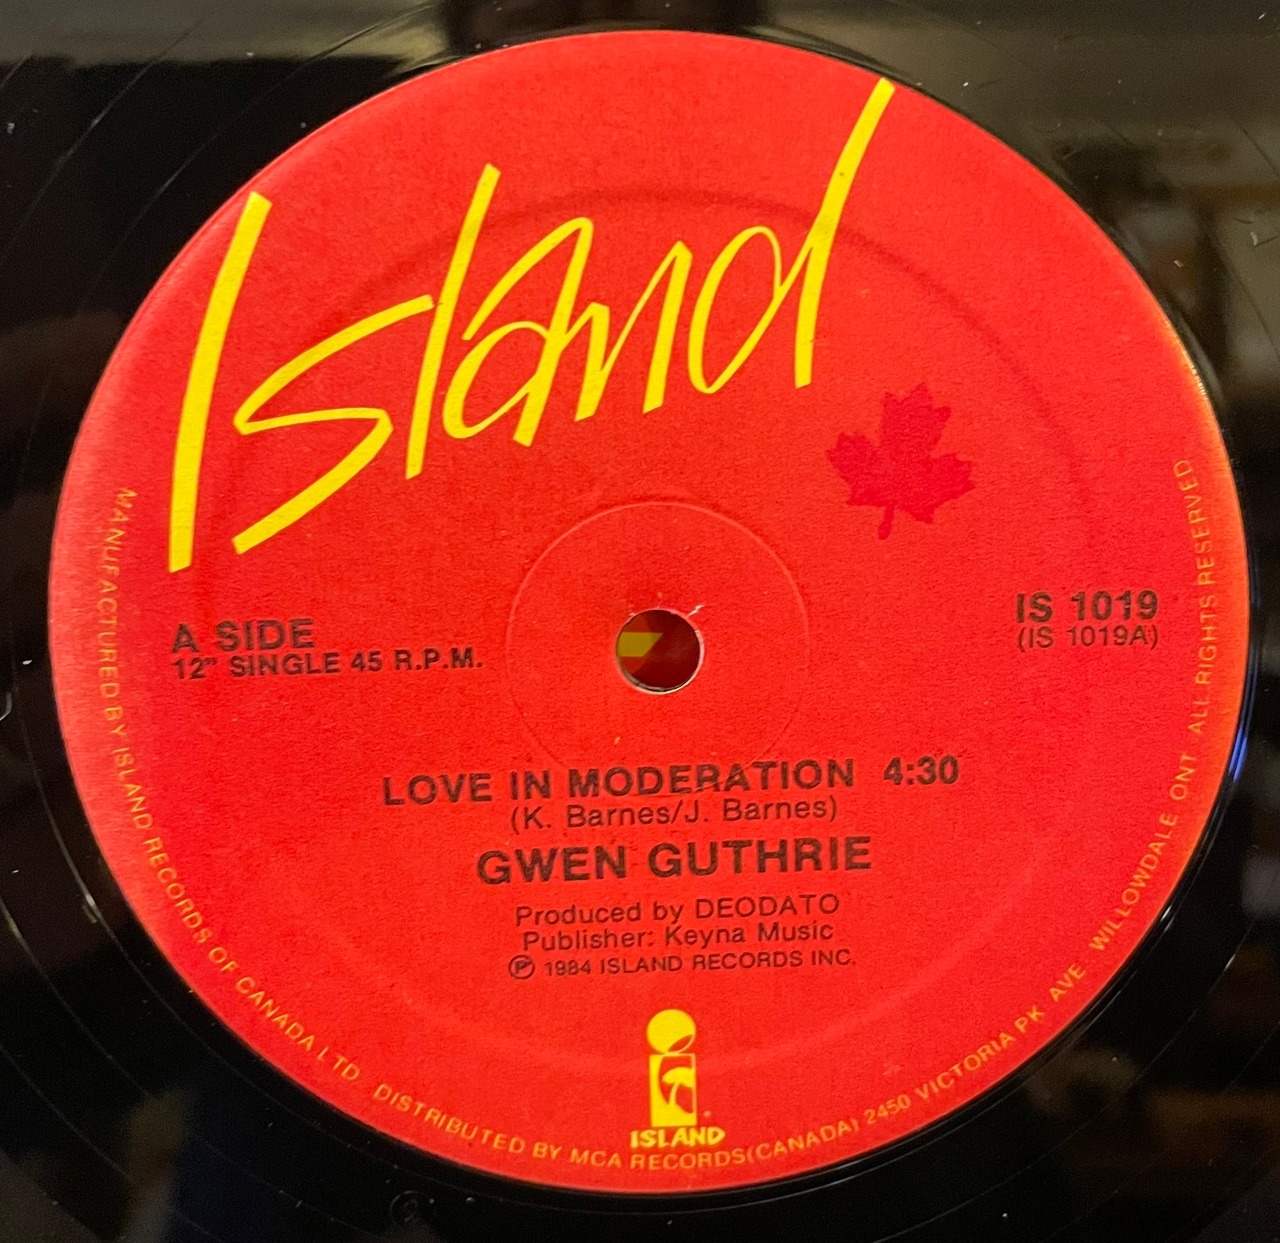 Island
A SIDE
12" SINGLE 45 R.P.M.
IS 1019
(IS 1019A)
LOVE IN MODERATION 4:30
(K. Barnes/J. Barnes)
GWEN GUTHRIE
Produced by DEODATO
Publisher: Keyna Music
Ⓟ 1984 ISLAND RECORDS INC.
ISLAND
MANUFACTURED BY ISLAND RECORDS OF CANADA LTD DISTRIBUTED BY MCA RECORDS(CANADA) 2450 VICTORIA PK AVE WILLOWDALE ONT ALL RIGHTS RESERVED